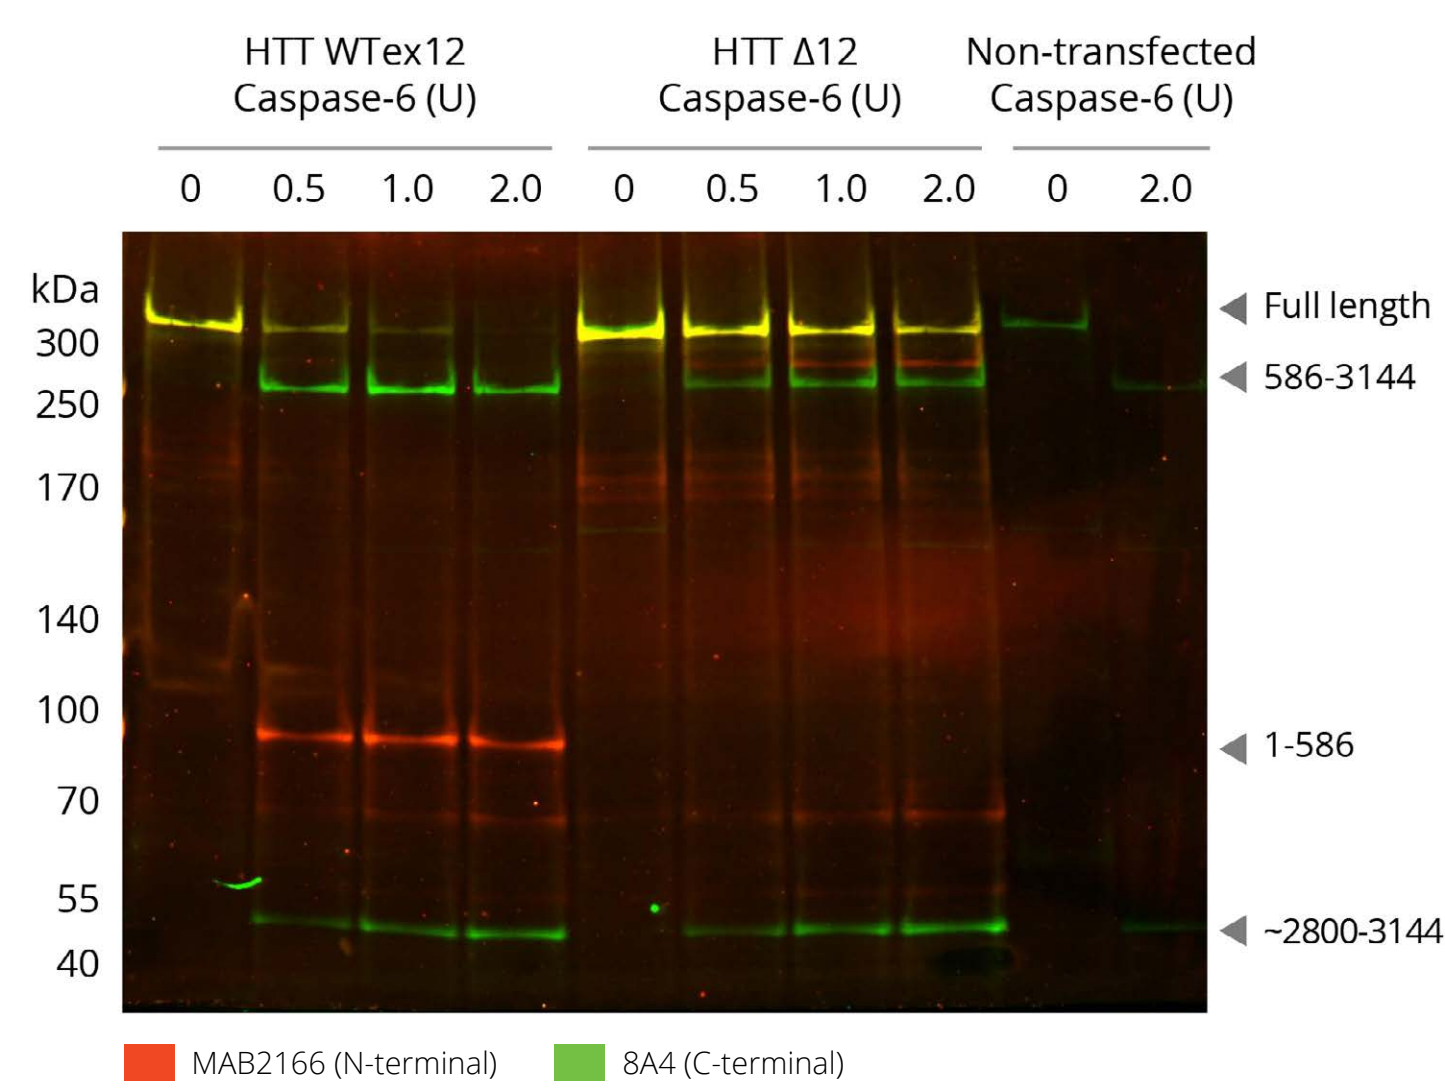 HTT WTex12
Caspase-6 (U)
HTT Δ12
Caspase-6 (U)
Non-transfected
Caspase-6 (U)
0 0.5 1.0 2.0 0 0.5 1.0 2.0 0 2.0
kDa
300
250
170
140
100
70
55
40
Full length
586-3144
1-586
~2800-3144
MAB2166 (N-terminal)
8A4 (C-terminal)